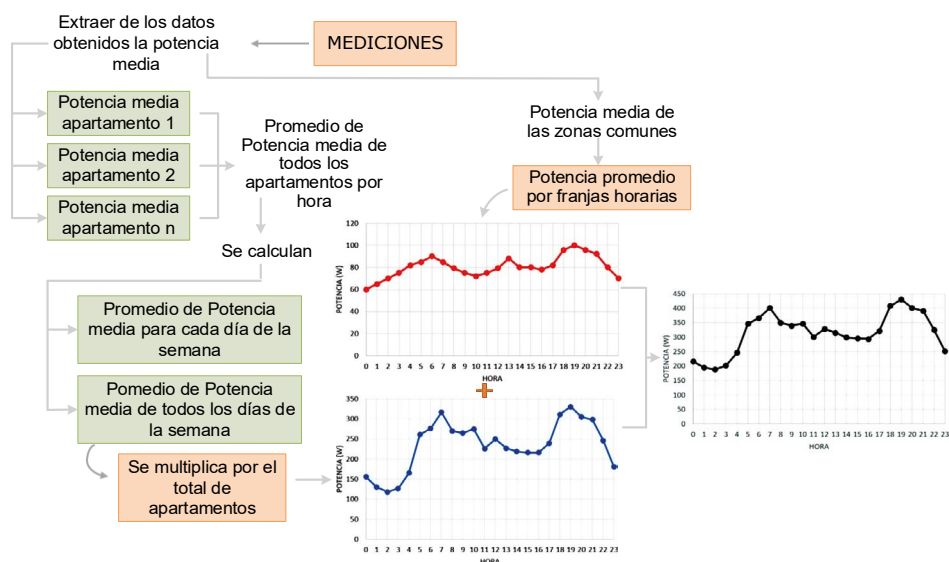 Extraer de los datos
obtenidos la potencia
media
MEDICIONES
Potencia media
apartamento 1
Potencia media
apartamento 2
Potencia media
apartamento n
Promedio de
Potencia media de
todos los
apartamentos por
hora
Potencia media de
las zonas comunes
Potencia promedio
por franjas horarias
Se calculan
Promedio de Potencia
media para cada día de la
semana
Pomedio de Potencia
media de todos los días de
la semana
Se multiplica por el
total de
apartamentos
POTENCIA (W)
120
100
80
60
40
20
0
0 1 2 3 4 5 6 7 8 9 10 11 12 13 14 15 16 17 18 19 20 21 22 23
HORA
POTENCIA (W)
350
300
250
200
150
100
50
0
0 1 2 3 4 5 6 7 8 9 10 11 12 13 14 15 16 17 18 19 20 21 22 23
HORA
POTENCIA (W)
450
400
350
300
250
200
150
100
50
0
0 1 2 3 4 5 6 7 8 9 10 11 12 13 14 15 16 17 18 19 20 21 22 23
HORA